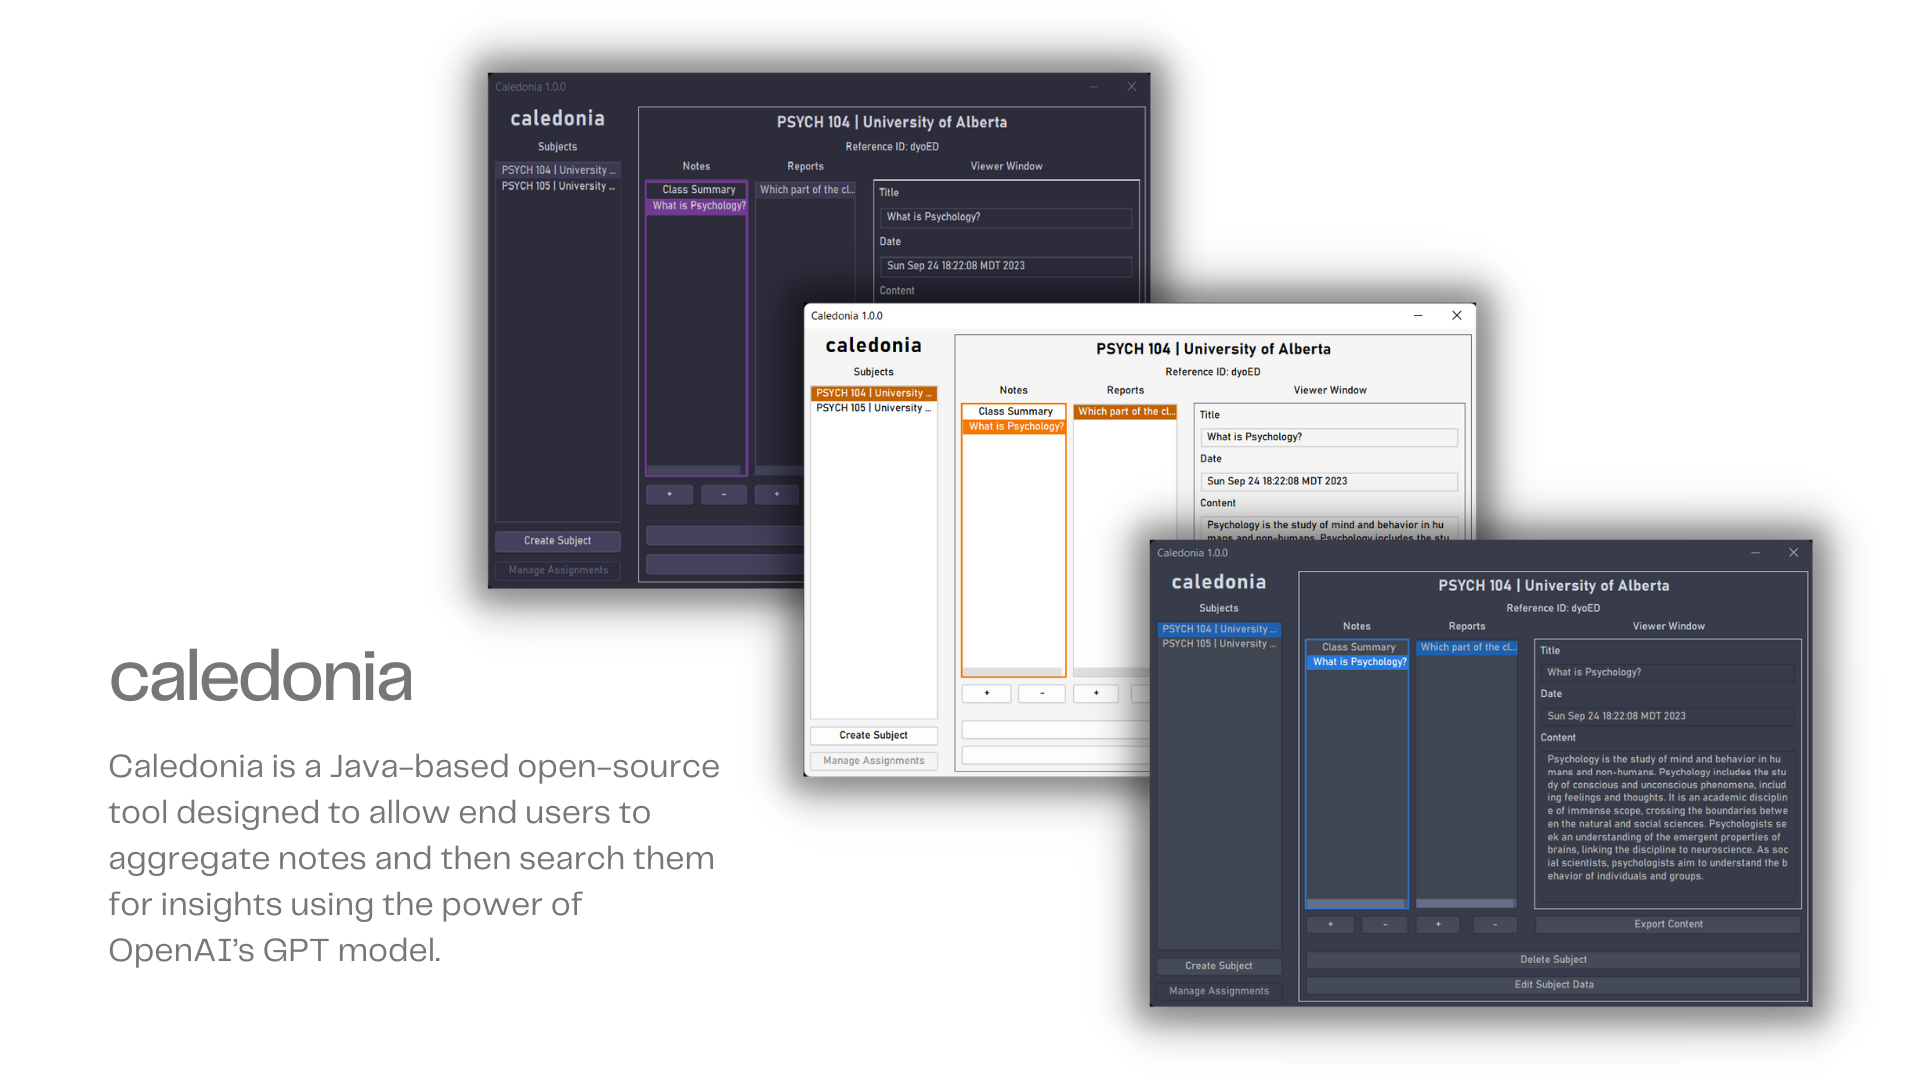 Caledonia 1.0.0
caledonia
Subjects
PSYCH 104 | University ...
PSYCH 105 | University ...
Create Subject
Manage Assignments
PSYCH 104 | University of Alberta
Reference ID: dyoED
Notes
Class Summary
What is Psychology?
+ -
Reports
Which part of the cl...
+
Viewer Window
Title
What is Psychology?
Date
Sun Sep 24 18:22:08 MDT 2023
Content
Caledonia 1.0.0
caledonia
Subjects
PSYCH 104 | University ...
PSYCH 105 | University ...
Create Subject
Manage Assignments
PSYCH 104 | University of Alberta
Reference ID: dyoED
Notes
Class Summary
What is Psychology?
+ -
Reports
Which part of the cl...
+
Viewer Window
Title
What is Psychology?
Date
Sun Sep 24 18:22:08 MDT 2023
Content
Psychology is the study of mind and behavior in hu
mans and non-humans. Psychology includes the stu
Caledonia 1.0.0
caledonia
Subjects
PSYCH 104 | University ...
PSYCH 105 | University ...
Create Subject
Manage Assignments
PSYCH 104 | University of Alberta
Reference ID: dyoED
Notes
Class Summary
What is Psychology?
+ -
Reports
Which part of the cl...
+ -
Viewer Window
Title
What is Psychology?
Date
Sun Sep 24 18:22:08 MDT 2023
Content
Psychology is the study of mind and behavior in hu
mans and non-humans. Psychology includes the stu
dy of conscious and unconscious phenomena, includ
ing feelings and thoughts. It is an academic disciplin
e of immense scope, crossing the boundaries betwe
en the natural and social sciences. Psychologists se
ek an understanding of the emergent properties of
brains, linking the discipline to neuroscience. As soc
ial scientists, psychologists aim to understand the b
ehavior of individuals and groups.
Export Content
Delete Subject
Edit Subject Data
caledonia
Caledonia is a Java-based open-source
tool designed to allow end users to
aggregate notes and then search them
for insights using the power of
OpenAI's GPT model.